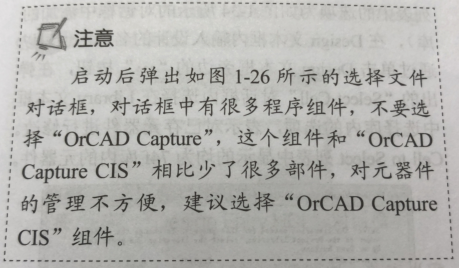 注意
启动后弹出如图1-26所示的选择文件
对话框，对话框中有很多程序组件，不要选
择“OrCAD Capture”，这个组件和“OrCAD
Capture CIS”相比少了很多部件，对元器件
的管理不方便，建议选择“OrCAD Capture
CIS”组件。